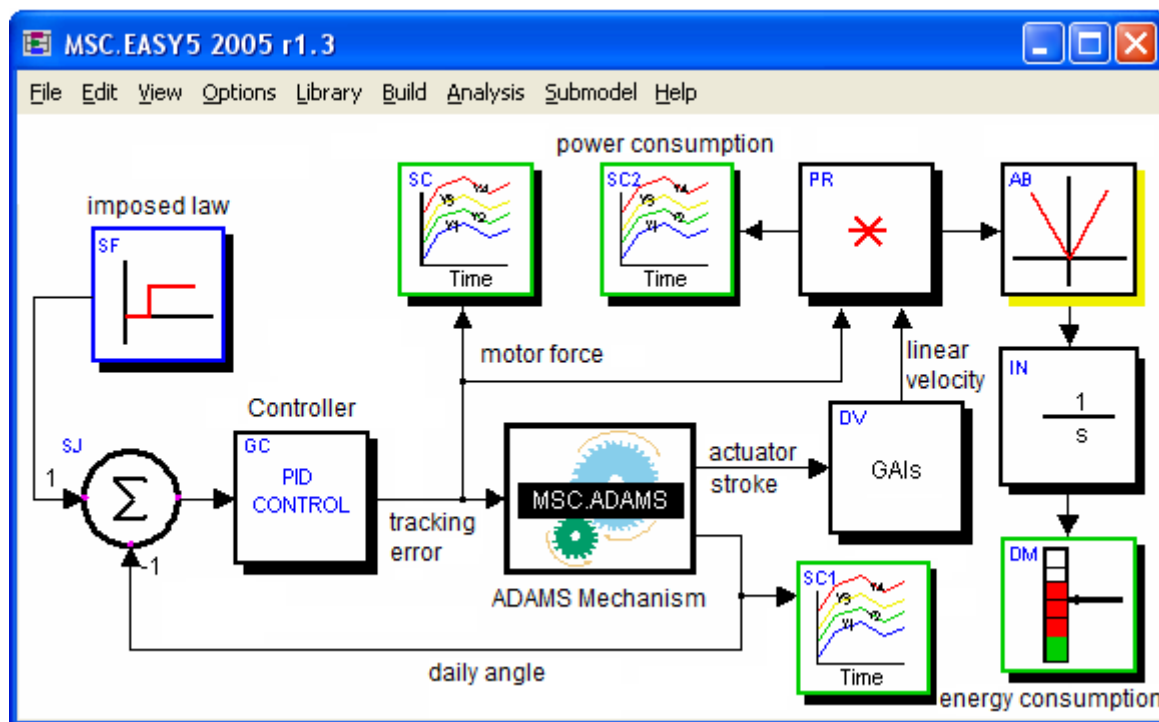 MSC.EASY5 2005 r1.3
File Edit View Options Library Build Analysis Submodel Help
power consumption
imposed law
SF
SC
Y4
Y3
Y2
Y1
Time
SC2
Y4
Y3
Y2
Y1
Time
PR
AB
motor force
linear
velocity
IN
1
s
Controller
SJ
1
Σ
-1
GC
PID
CONTROL
tracking
error
MSC.ADAMS
ADAMS Mechanism
actuator
stroke
DV
GAIs
SC1
Y4
Y3
Y2
Y1
Time
DM
daily angle
energy consumption